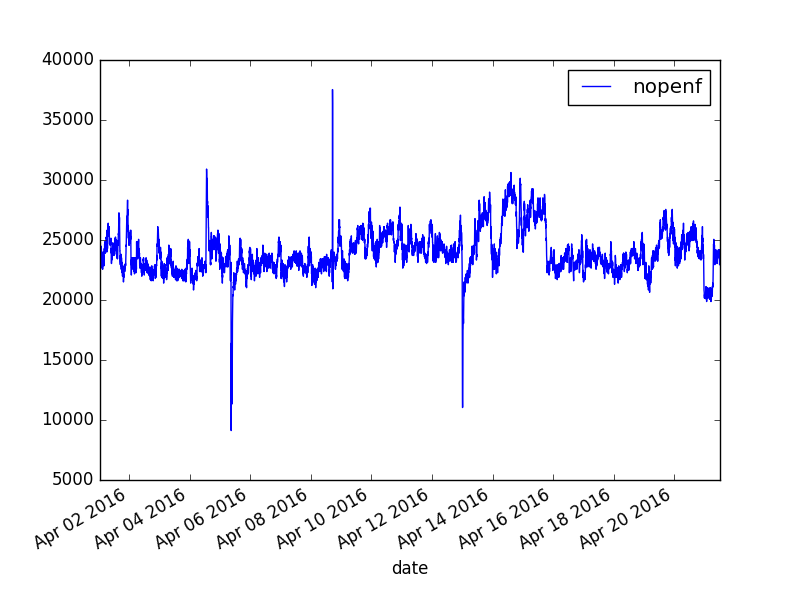 40000
35000
30000
25000
20000
15000
10000
5000
nopenf
Apr 02 2016
Apr 04 2016
Apr 06 2016
Apr 08 2016
Apr 10 2016
Apr 12 2016
Apr 14 2016
Apr 16 2016
Apr 18 2016
Apr 20 2016
date